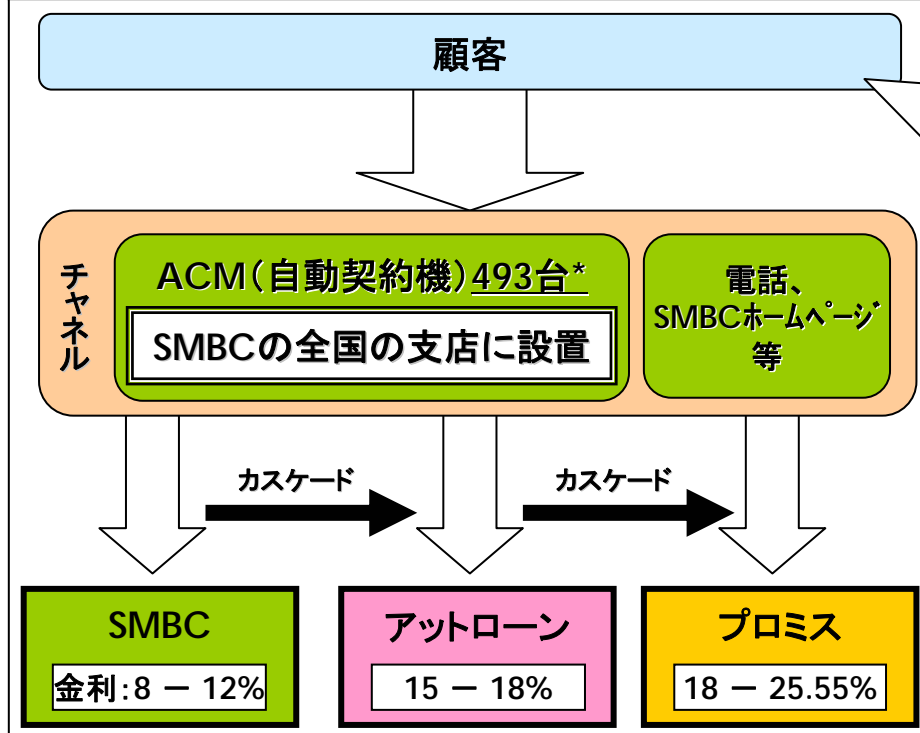 顧客
チャネル
ACM（自動契約機）493台*
SMBCの全国の支店に設置
電話、
SMBCホームページ
等
カスケード
カスケード
SMBC
金利：8 － 12%
アットローン
15 － 18%
プロミス
18 － 25.55%